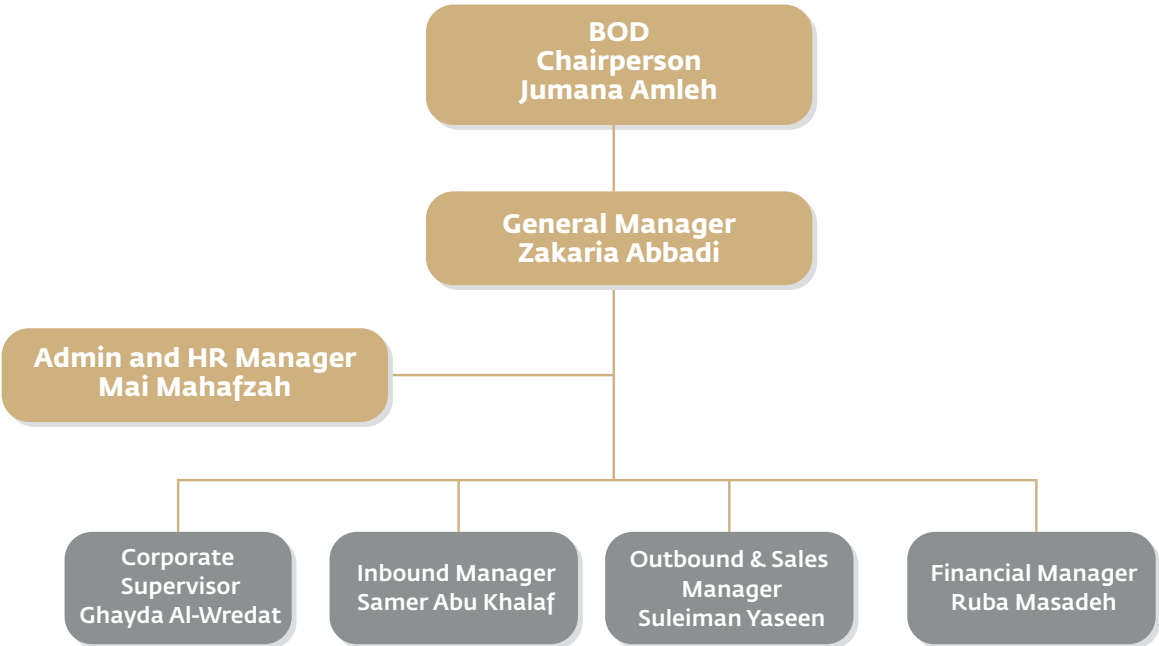 BOD
Chairperson
Jumana Amleh
General Manager
Zakaria Abbadi
Admin and HR Manager
Mai Mahafzah
Corporate
Supervisor
Ghayda Al-Wredat
Inbound Manager
Samer Abu Khalaf
Outbound & Sales
Manager
Suleiman Yaseen
Financial Manager
Ruba Masadeh